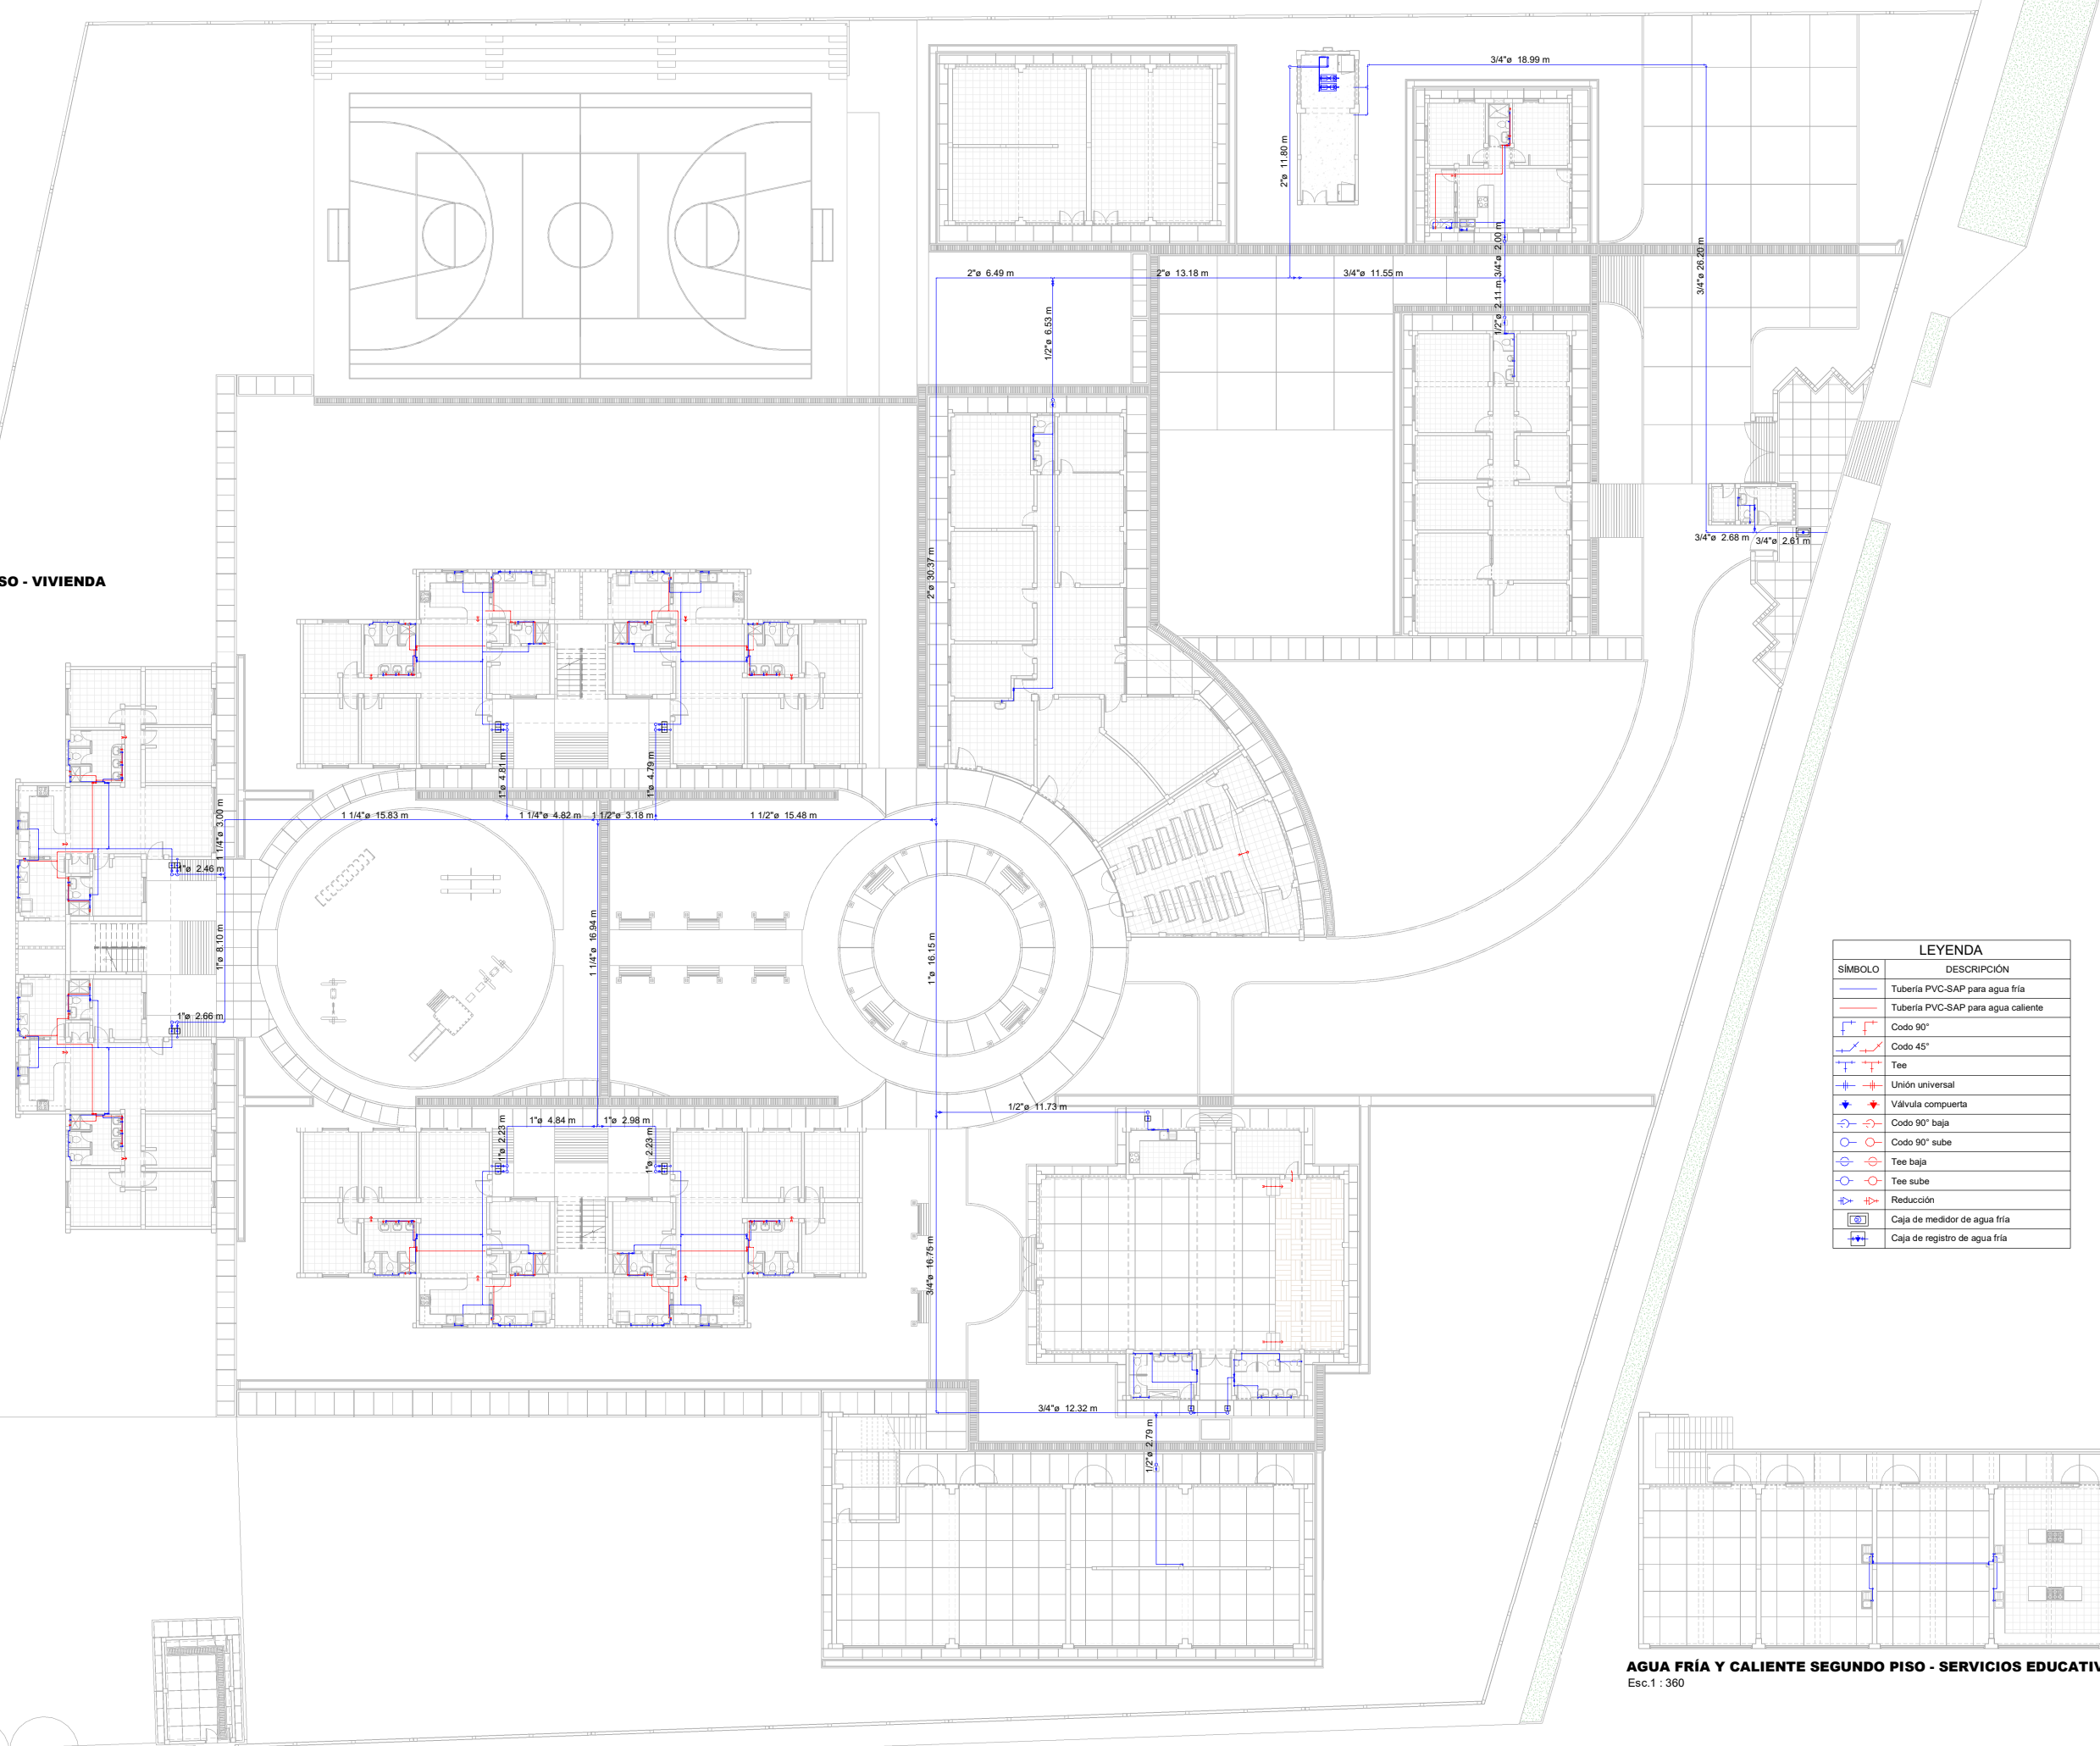 3/4"ø 18.99 m
2"ø 11.80 m
3/4"ø 2.00 m
3/4"ø 26.20 m
2"ø 6.49 m
2"ø 13.18 m
3/4"ø 11.55 m
1/2"ø 2.11 m
1/2"ø 6.53 m
3/4"ø 2.68 m
3/4"ø 2.61 m
2"ø 30.37 m
SO - VIVIENDA
1"ø 4.81 m
1"ø 4.79 m
1 1/4"ø 3.00 m
1 1/4"ø 15.83 m
1 1/4"ø 4.82 m
1 1/2"ø 3.18 m
1 1/2"ø 15.48 m
1"ø 2.46 m
1"ø 8.10 m
1 1/4"ø 16.94 m
1"ø 16.15 m
1"ø 2.66 m
LEYENDA
SÍMBOLO DESCRIPCIÓN
Tubería PVC-SAP para agua fría
Tubería PVC-SAP para agua caliente
Codo 90°
Codo 45°
Tee
Unión universal
Válvula compuerta
Codo 90° baja
Codo 90° sube
Tee baja
Tee sube
Reducción
Caja de medidor de agua fría
Caja de registro de agua fría
1/2"ø 11.73 m
1"ø 2.23 m
1"ø 4.84 m
1"ø 2.98 m
1"ø 2.23 m
3/4"ø 16.75 m
3/4"ø 12.32 m
1/2"ø 2.79 m
AGUA FRÍA Y CALIENTE SEGUNDO PISO - SERVICIOS EDUCATIV
Esc.1 : 360